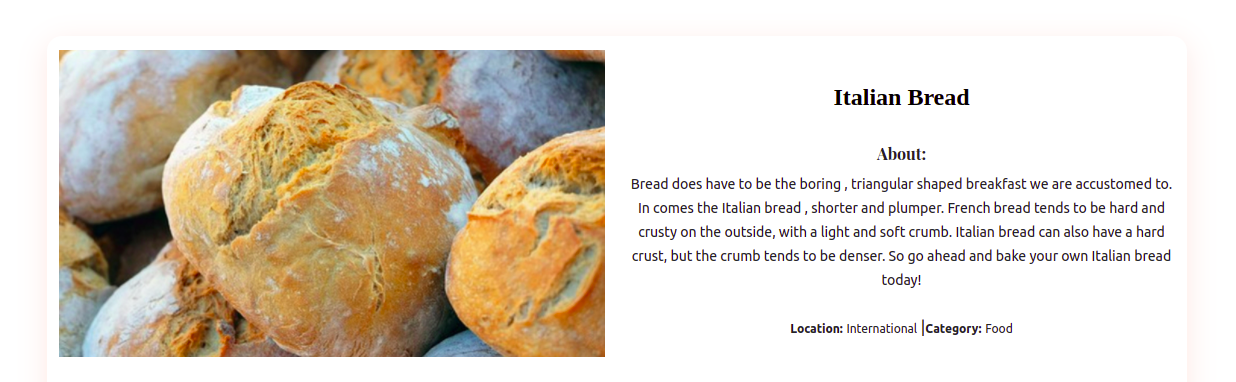 Italian Bread
About:
Bread does have to be the boring , triangular shaped breakfast we are accustomed to.
In comes the Italian bread , shorter and plumper. French bread tends to be hard and
crusty on the outside, with a light and soft crumb. Italian bread can also have a hard
crust, but the crumb tends to be denser. So go ahead and bake your own Italian bread
today!
Location: International |Category: Food